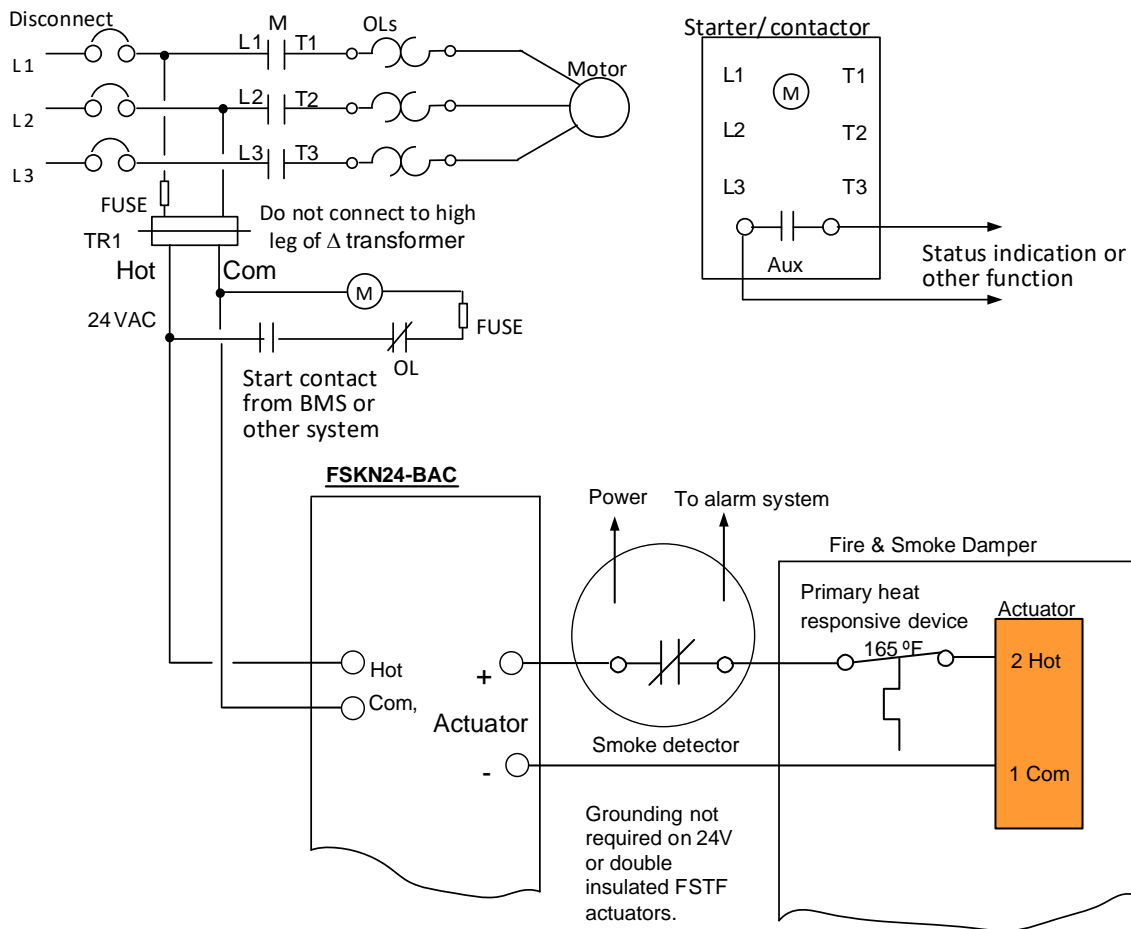 Disconnect
M
OLs
Starter/ contactor
L1
L1
T1
Motor
L1
T1
M
L2
L2
T2
L2
T2
L3
L3
T3
L3
T3
FUSE
Do not connect to high
leg of Δ transformer
TR1
Hot
Com
Aux
Status indication or
other function
M
24VAC
FUSE
OL
Start contact
from BMS or
other system
FSKN24-BAC
Power
To alarm system
Fire & Smoke Damper
Primary heat
responsive device
Actuator
165 ºF
Hot
+
2 Hot
Com,
Actuator
Smoke detector
-
1 Com
Grounding not
required on 24V
or double
insulated FSTF
actuators.